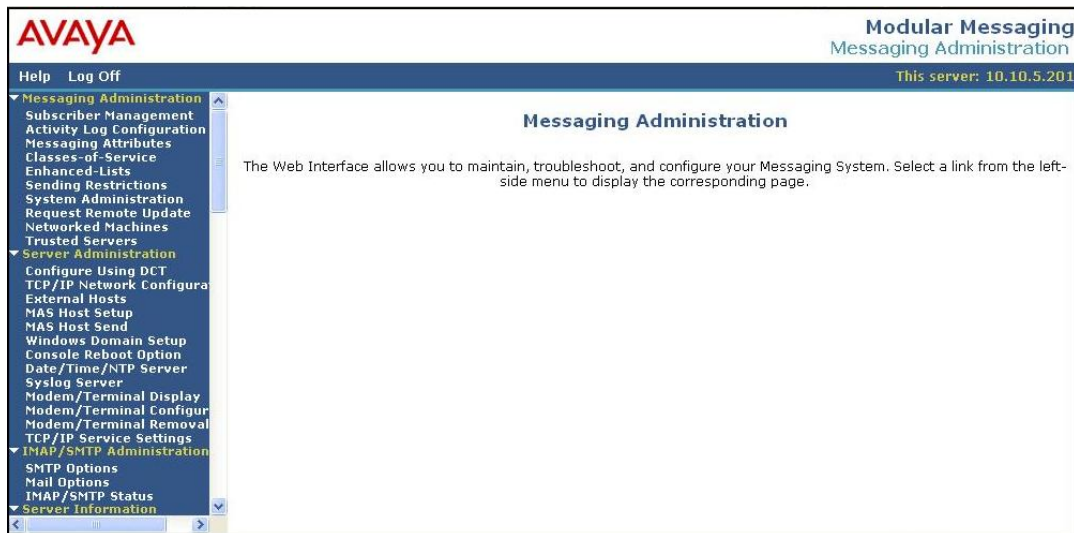 AVAYA
Modular Messaging
Messaging Administration
Help Log Off
This server: 10.10.5.201
Messaging Administration
Subscriber Management
Activity Log Configuration
Messaging Attributes
Classes-of-Service
Enhanced-Lists
Sending Restrictions
System Administration
Request Remote Update
Networked Machines
Trusted Servers
Server Administration
Configure Using DCT
TCP/IP Network Configura
External Hosts
MAS Host Setup
MAS Host Send
Windows Domain Setup
Console Reboot Option
Date/Time/NTP Server
Syslog Server
Modem/Terminal Display
Modem/Terminal Configur
Modem/Terminal Removal
TCP/IP Service Settings
IMAP/SMTP Administration
SMTP Options
Mail Options
IMAP/SMTP Status
Server Information
Messaging Administration
The Web Interface allows you to maintain, troubleshoot, and configure your Messaging System. Select a link from the left-
side menu to display the corresponding page.